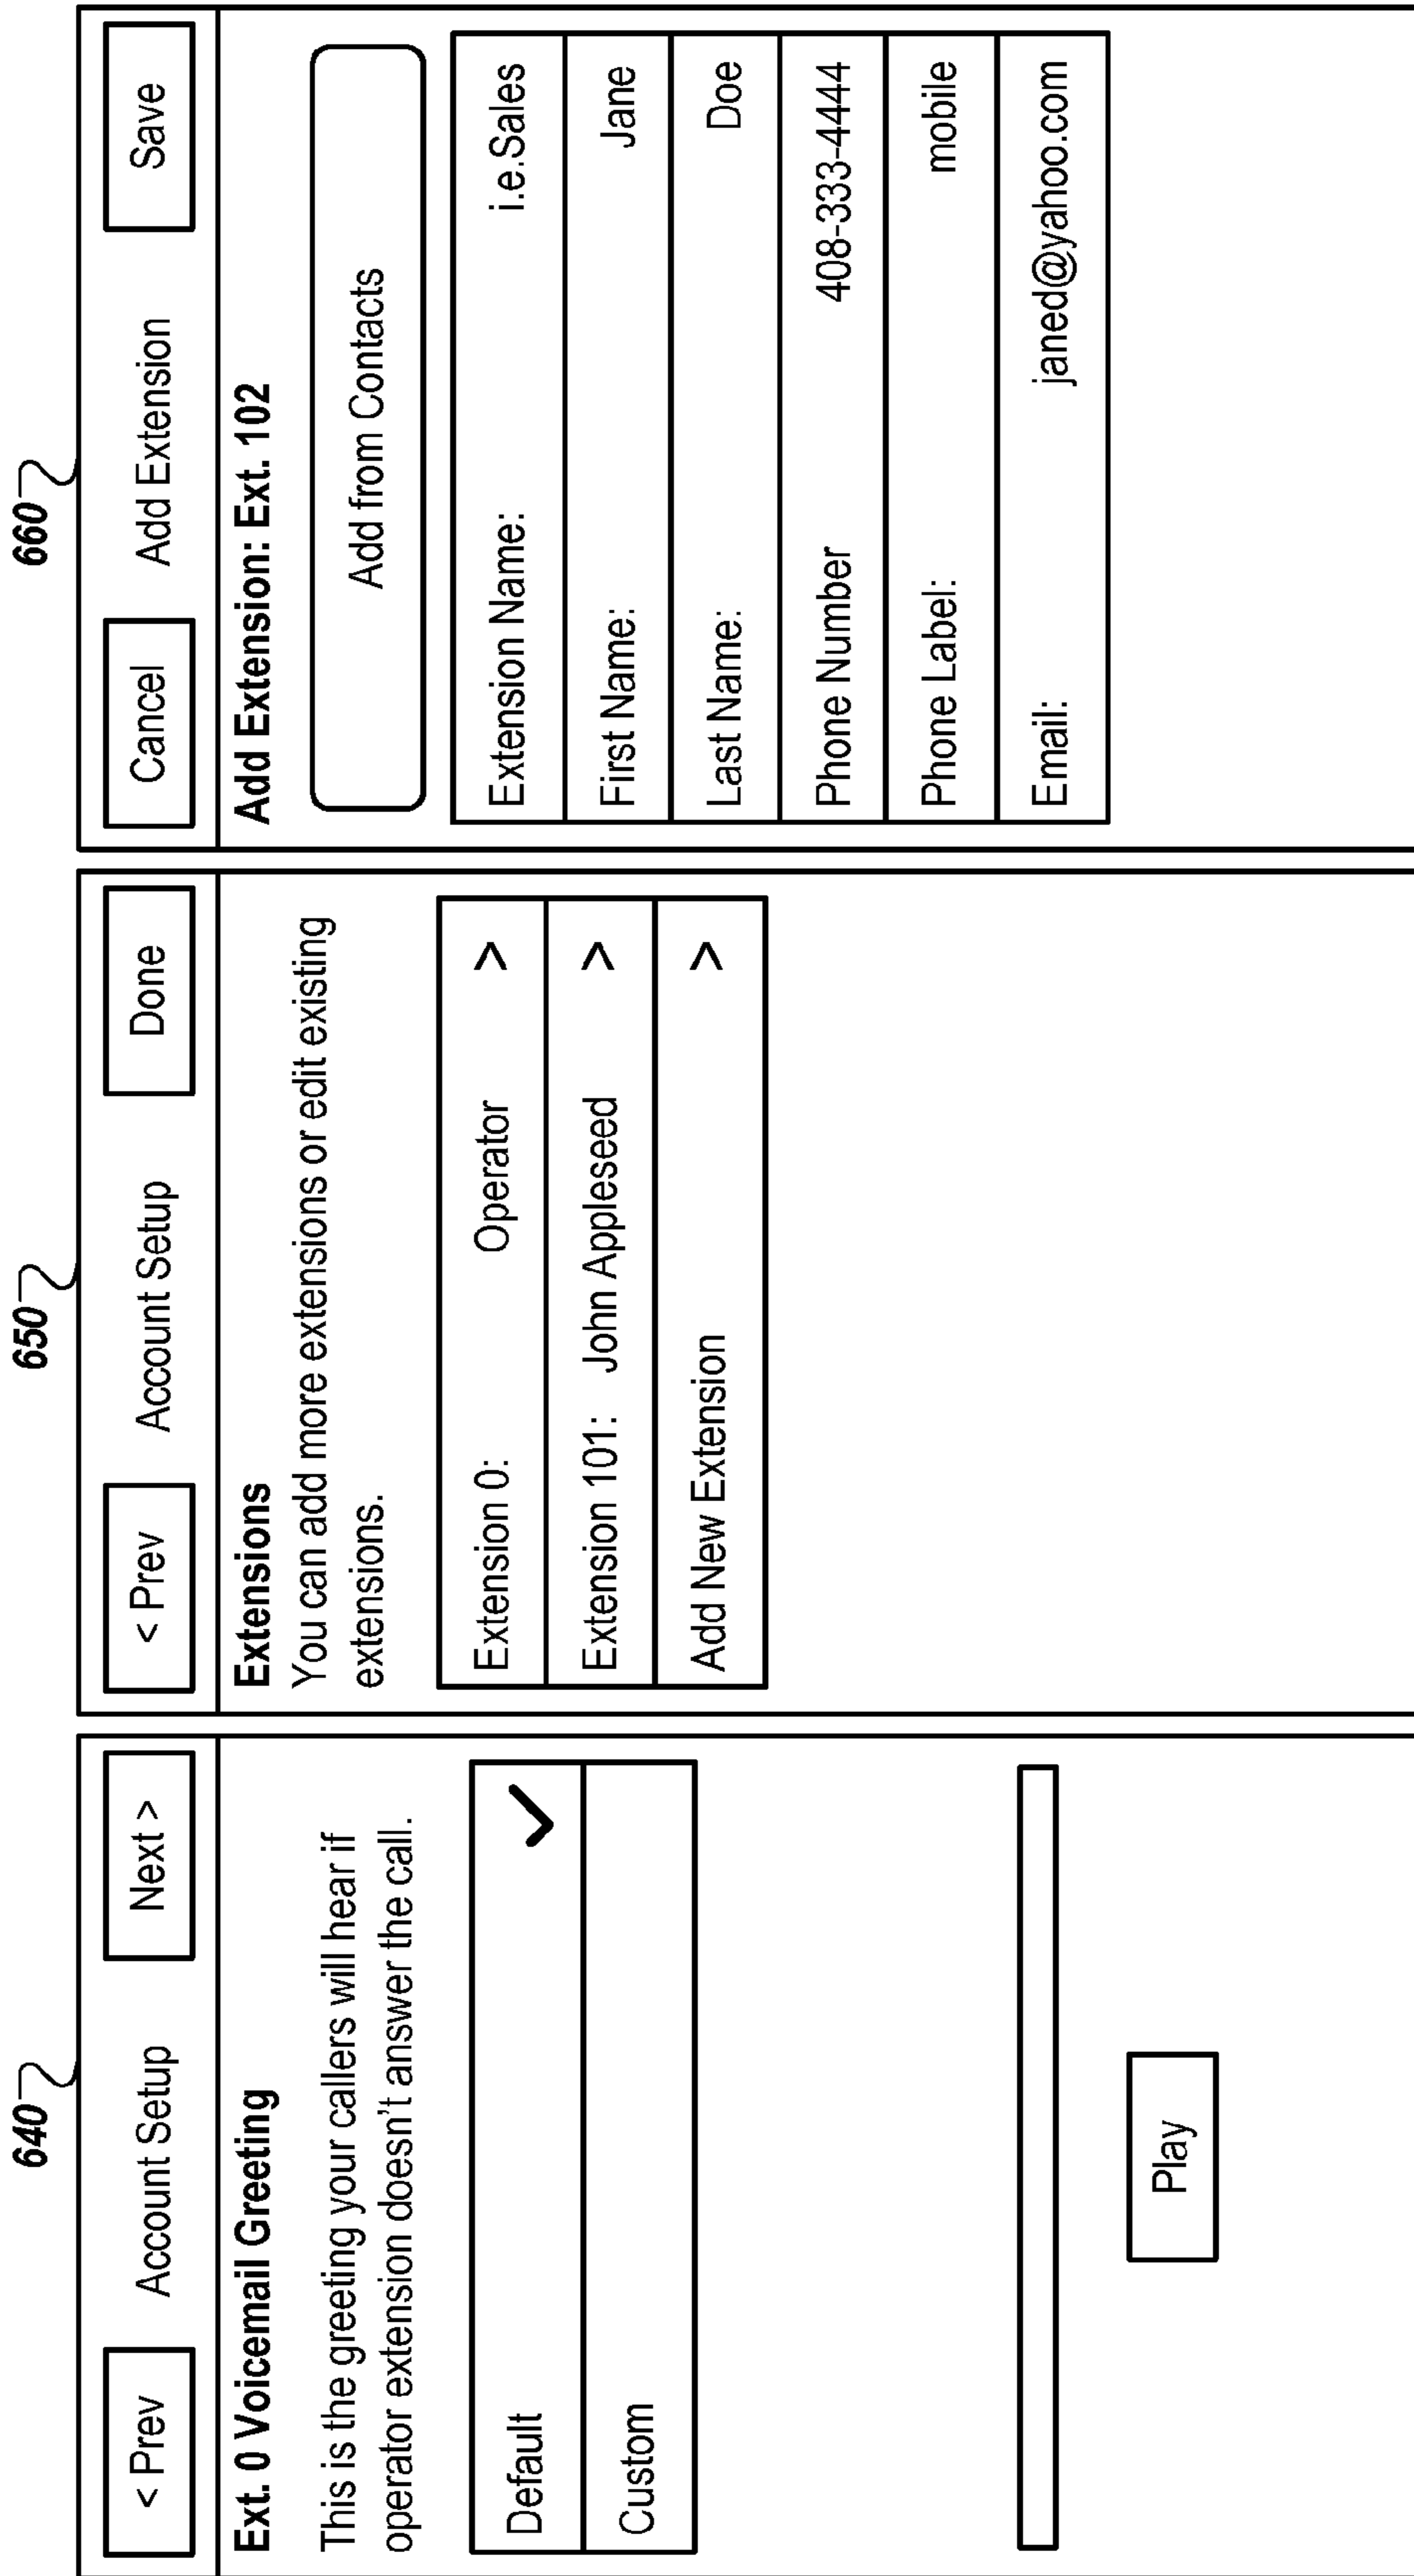 640
< Prev Account Setup Next >
Ext. 0 Voicemail Greeting
This is the greeting your callers will hear if
operator extension doesn't answer the call.
Default
Custom
Play
650
< Prev Account Setup Done
Extensions
You can add more extensions or edit existing
extensions.
Extension 0: Operator >
Extension 101: John Appleseed >
Add New Extension >
660
Cancel Add Extension Save
Add Extension: Ext. 102
Add from Contacts
Extension Name: i.e.Sales
First Name: Jane
Last Name: Doe
Phone Number 408-333-4444
Phone Label: mobile
Email: janed@yahoo.com